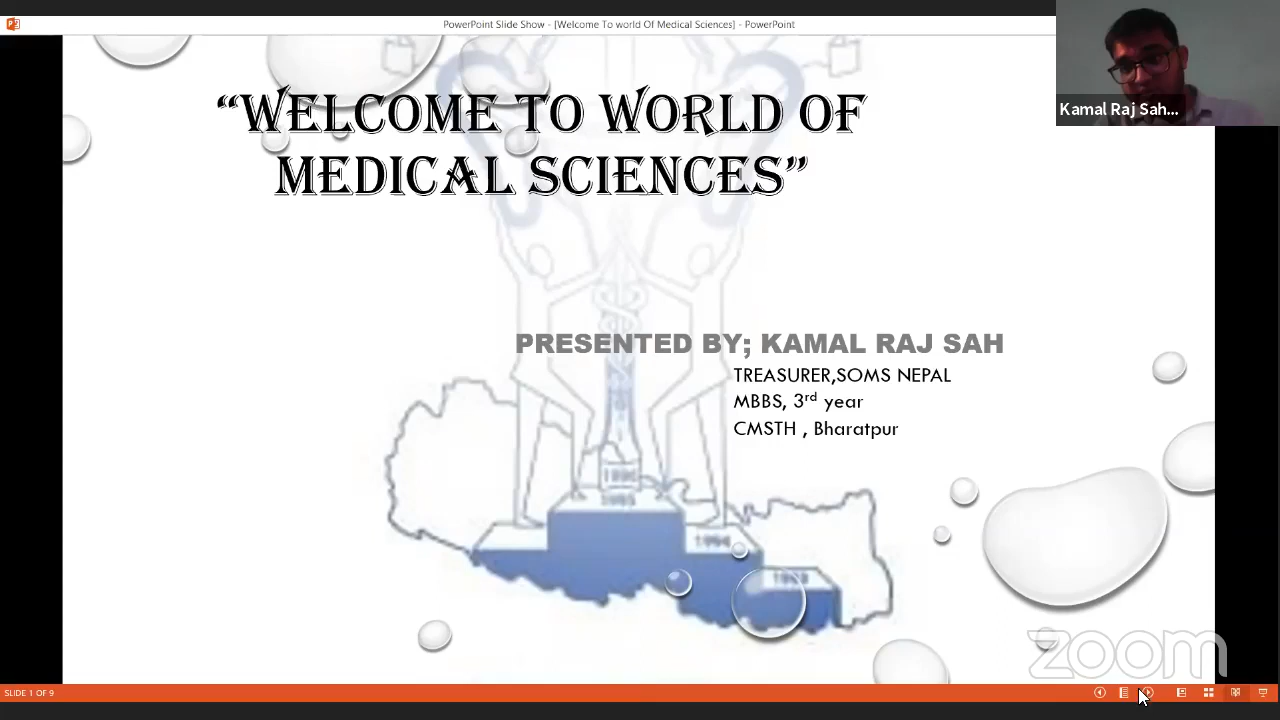 PowerPoint Slide Show - [Welcome To world Of Medical Sciences] - PowerPoint
Kamal Raj Sah...
“WELCOME TO WORLD OF
MEDICAL SCIENCES”
PRESENTED BY; KAMAL RAJ SAH
TREASURER,SOMS NEPAL
MBBS, 3rd year
CMSTH , Bharatpur
1994
zoom
SLIDE 1 OF 9